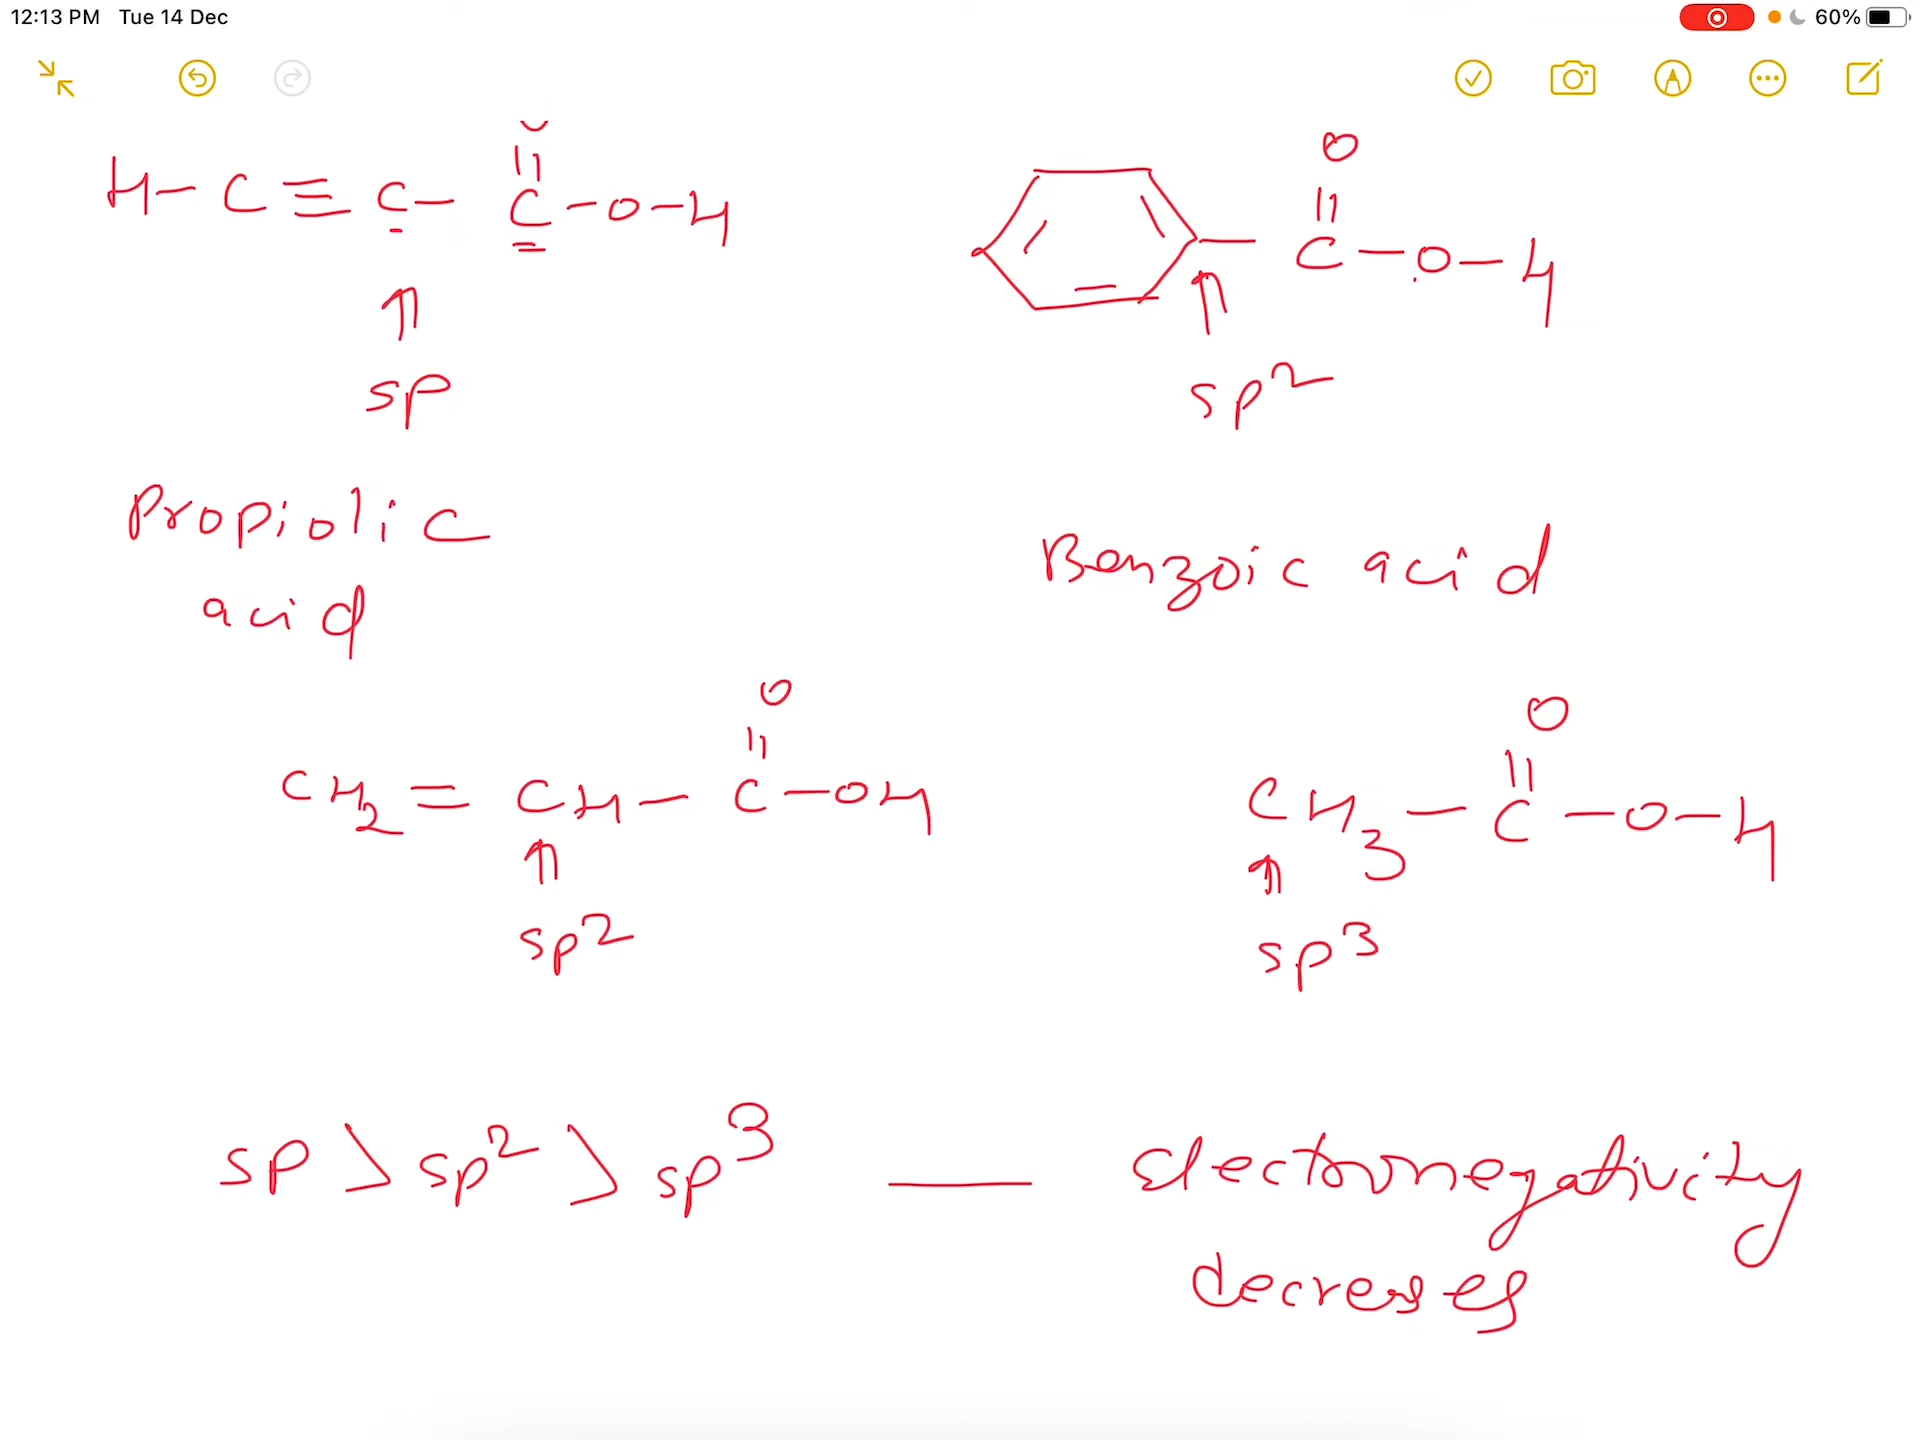 12:13 PM Tue 14 Dec 60%
O
H-C≡C-C-O-H
sp
Propiolic
acid
O
C-O-H
sp2
Benzoic acid
O
CH2=CH-C-OH
sp2
O
CH3-C-O-H
sp3
sp > sp2 > sp3 — Electronegativity
decreases